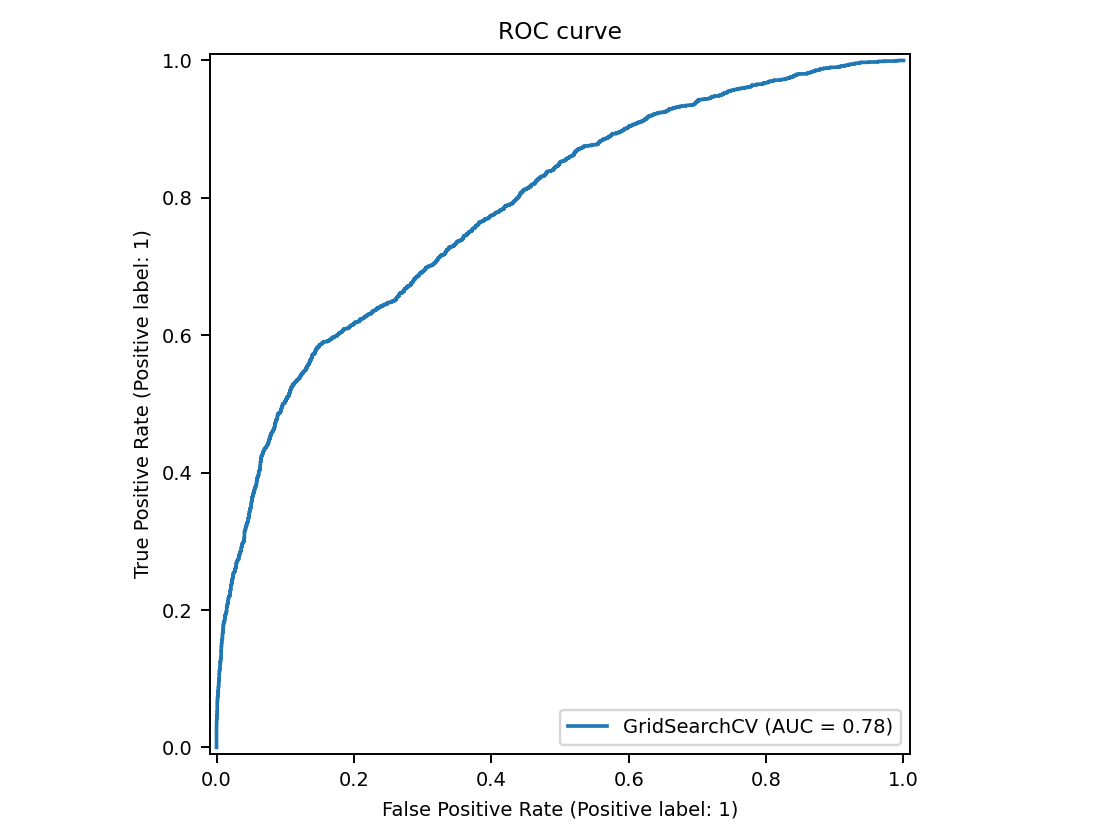 ROC curve
1.0
0.8
0.6
0.4
0.2
0.0
True Positive Rate (Positive label: 1)
GridSearchCV (AUC = 0.78)
0.0 0.2 0.4 0.6 0.8 1.0
False Positive Rate (Positive label: 1)